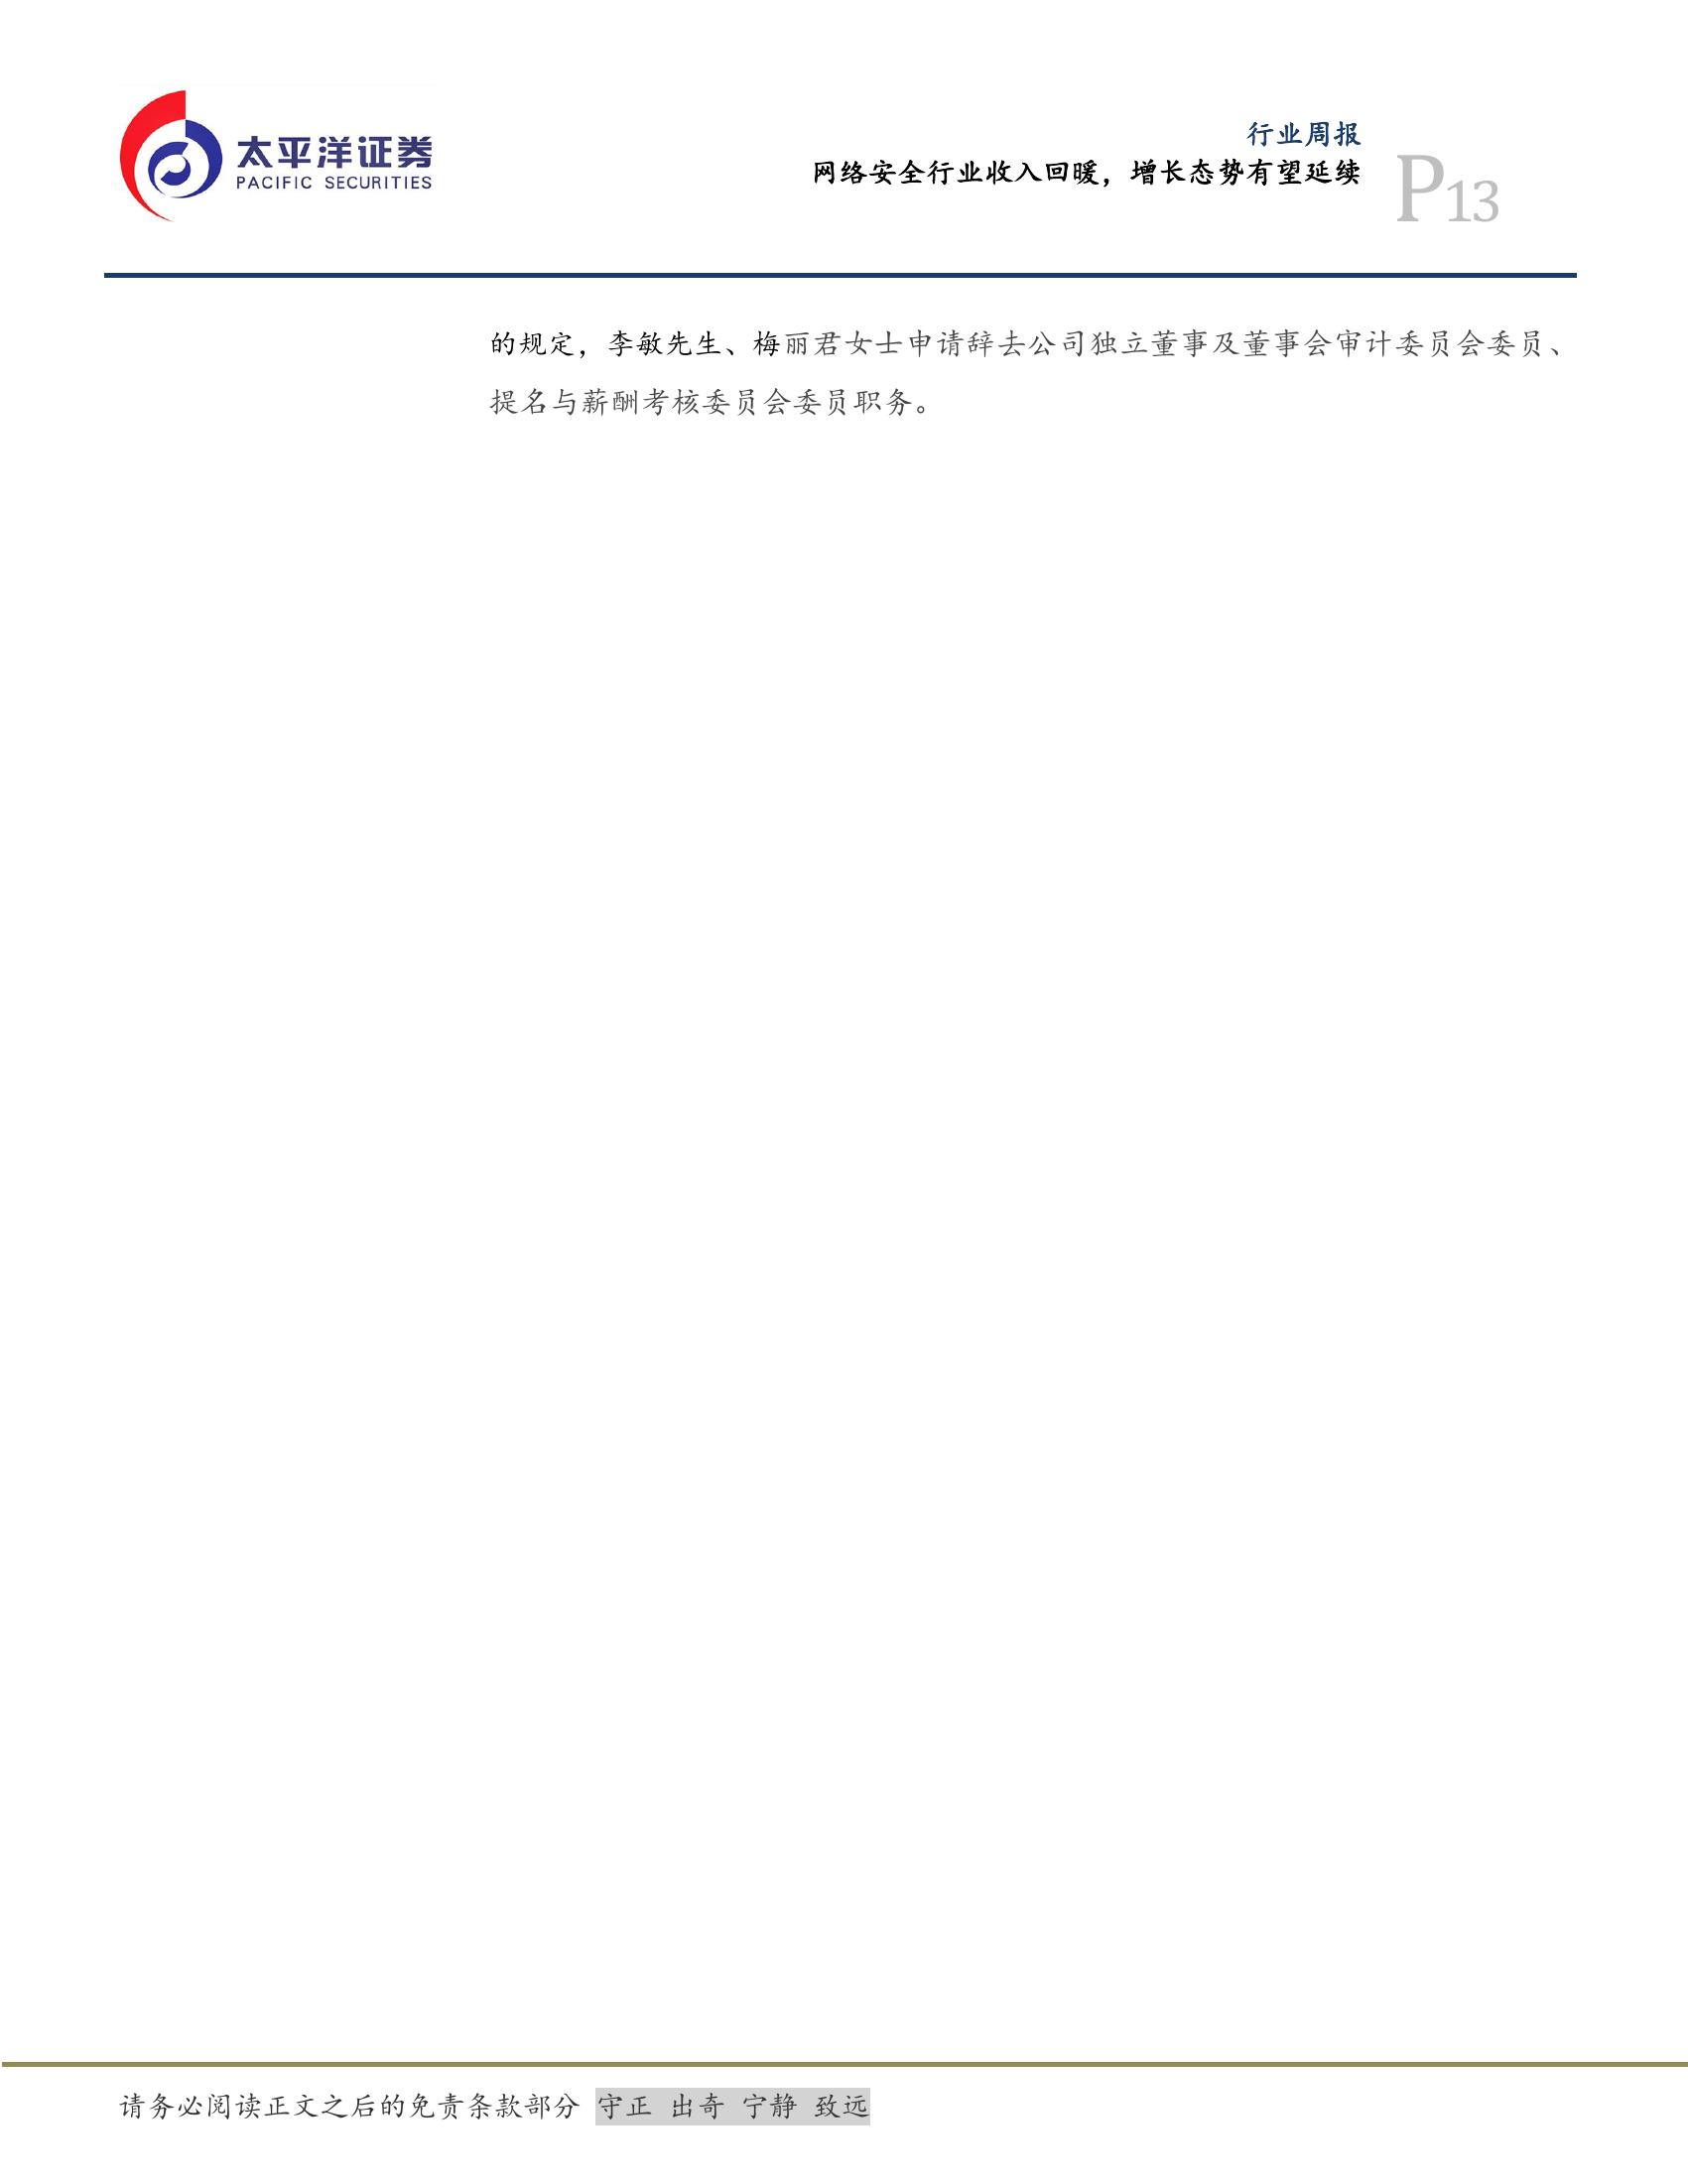 太平洋证券
PACIFIC SECURITIES
行业周报
网络安全行业收入回暖，增长态势有望延续
P13
的规定，李敏先生、梅丽君女士申请辞去公司独立董事及董事会审计委员会委员、
提名与薪酬考核委员会委员职务。
请务必阅读正文之后的免责条款部分 守正 出奇 宁静 致远